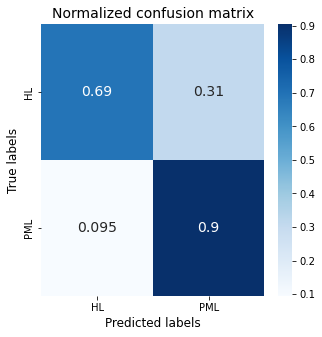 Normalized confusion matrix
True labels
HL
0.69
0.31
PML
0.095
0.9
HL
PML
Predicted labels
0.9
0.8
0.7
0.6
0.5
0.4
0.3
0.2
0.1